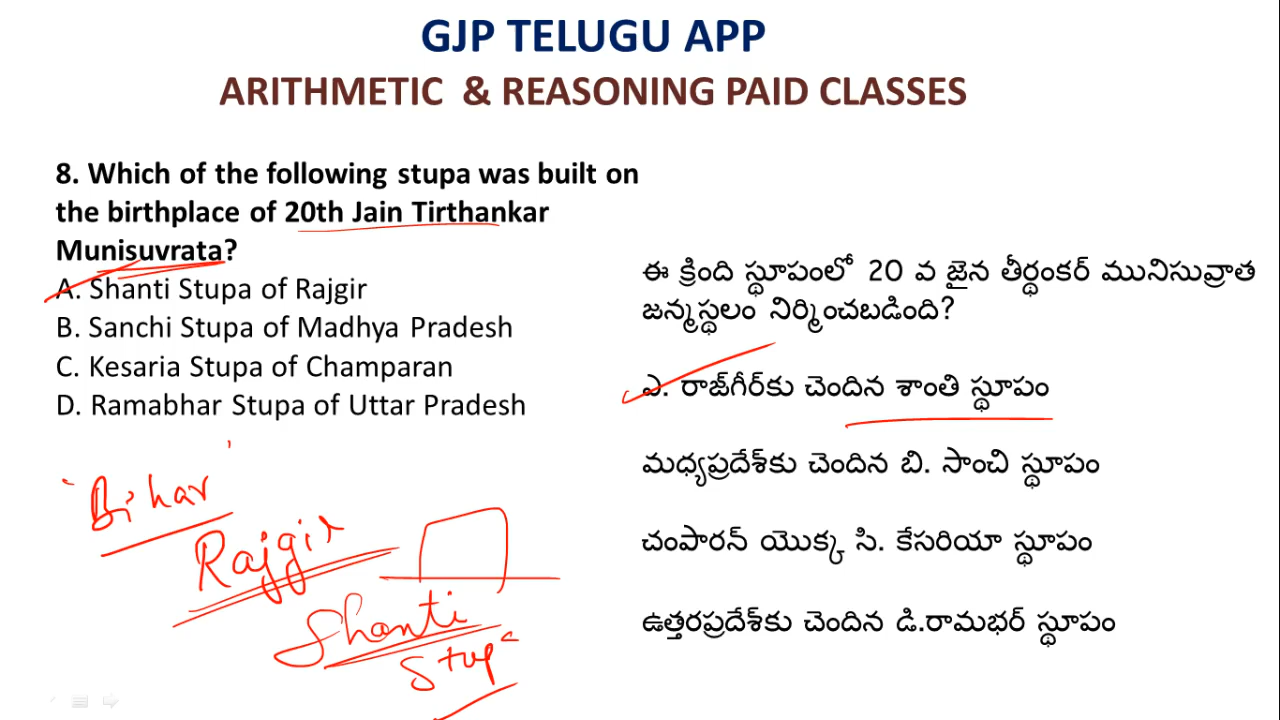 GJP TELUGU APP
ARITHMETIC & REASONING PAID CLASSES
8. Which of the following stupa was built on
the birthplace of 20th Jain Tirthankar
Munisuvrata?
A. Shanti Stupa of Rajgir
B. Sanchi Stupa of Madhya Pradesh
C. Kesaria Stupa of Champaran
D. Ramabhar Stupa of Uttar Pradesh
ఈ క్రింది స్థూపంలో 20 వ జైన తీర్థంకర్ మునిసువ్రాత
జన్మస్థలం నిర్మించబడింది?
ఎ. రాజ్‌గీర్‌కు చెందిన శాంతి స్థూపం
మధ్యప్రదేశ్‌కు చెందిన బి. సాంచి స్థూపం
చంపారన్ యొక్క సి. కేసరియా స్థూపం
ఉత్తరప్రదేశ్‌కు చెందిన డి.రామభర్ స్థూపం
'Bihar'
Rajgir
Shanti
Stupa